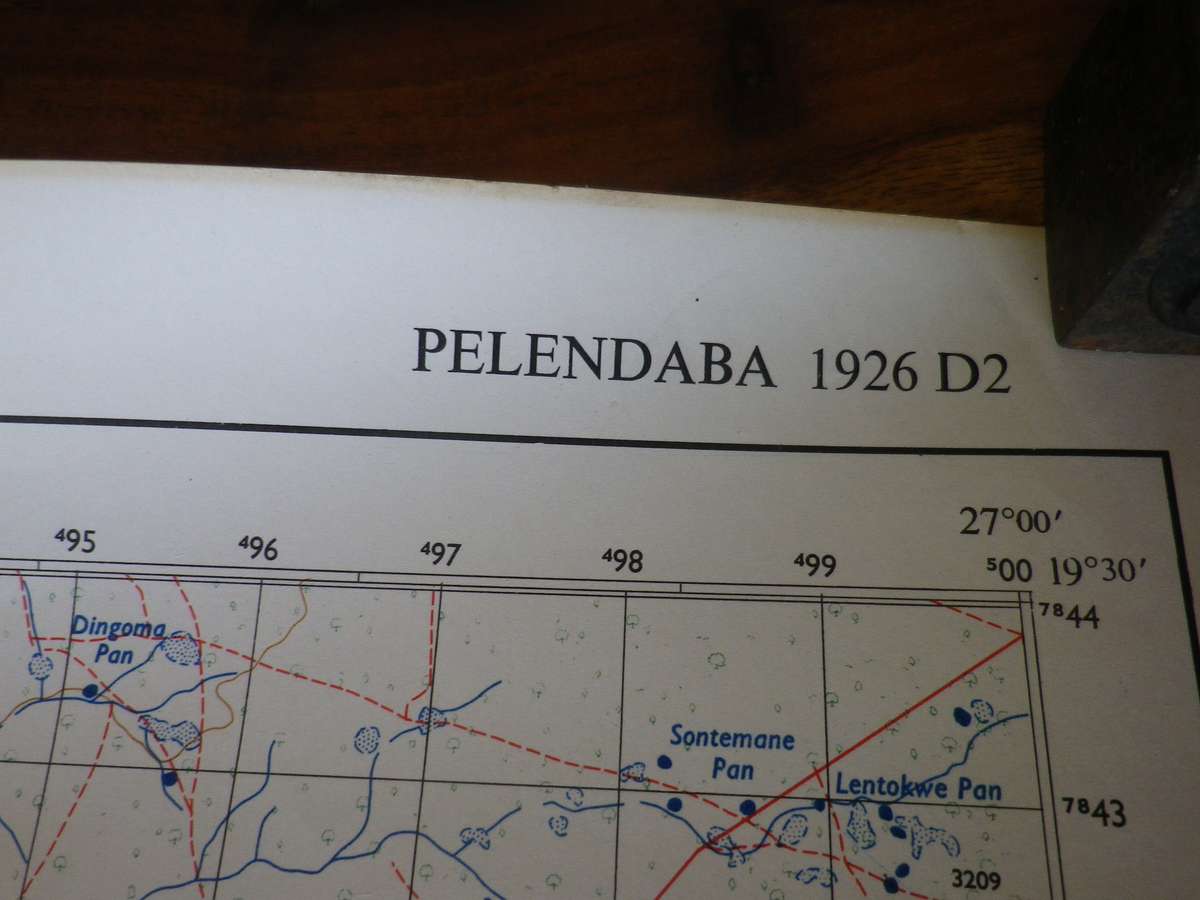 PELENDABA 1926 D2
27°00′
⁴95 ⁴96 ⁴97 ⁴98 ⁴99 ⁵00 19°30′
⁷⁸44
Dingoma
Pan
Sontemane
Pan
Lentokwe Pan
⁷⁸43
3209